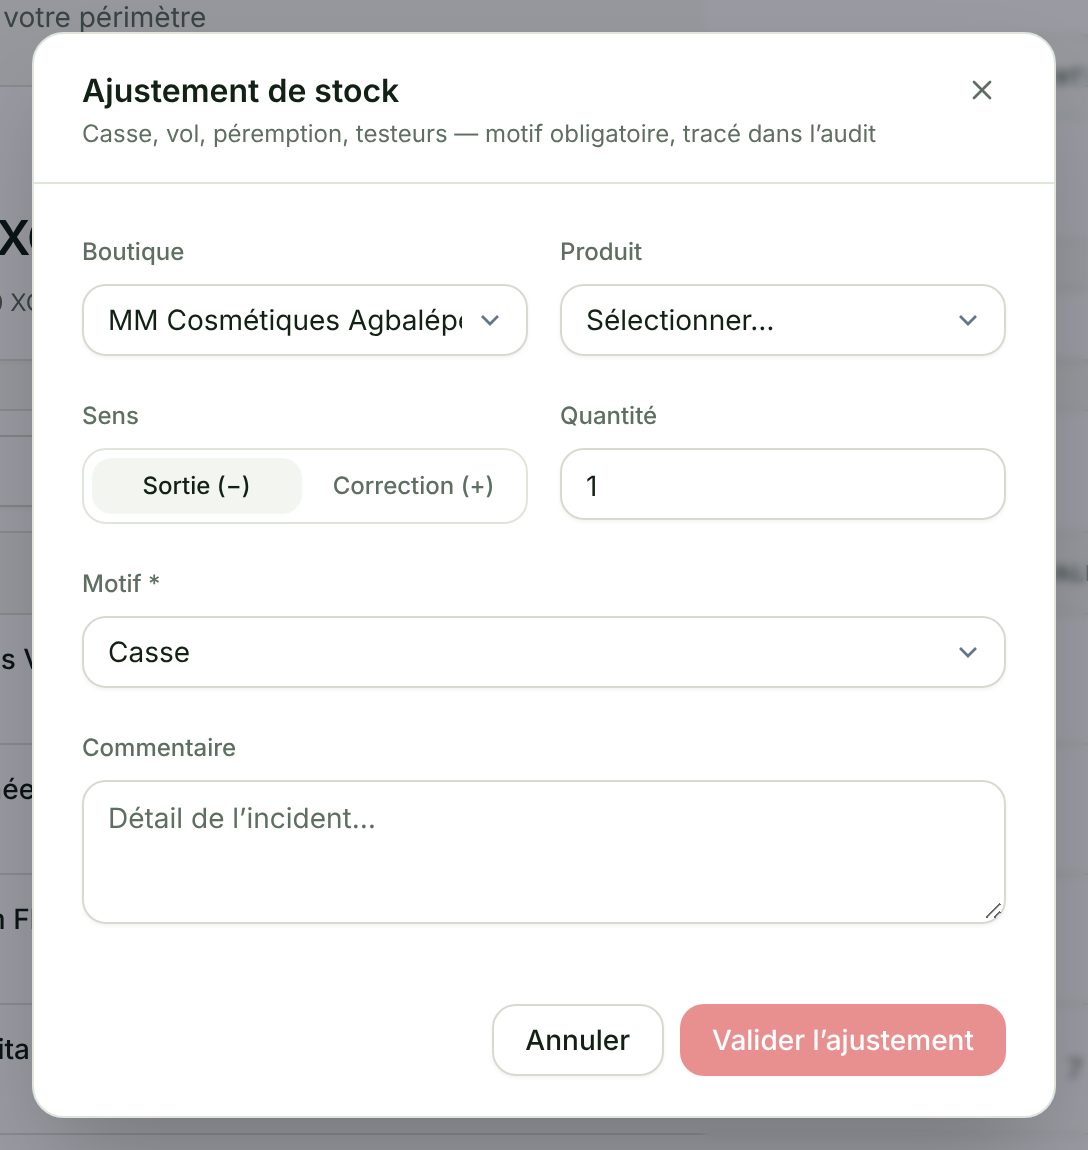 votre périmètre
Ajustement de stock
Casse, vol, péremption, testeurs — motif obligatoire, tracé dans l’audit
Boutique
Produit
MM Cosmétiques Agbalép
Sélectionner...
Sens
Quantité
Sortie (−)
Correction (+)
1
Motif *
Casse
Commentaire
Détail de l’incident...
Annuler
Valider l’ajustement